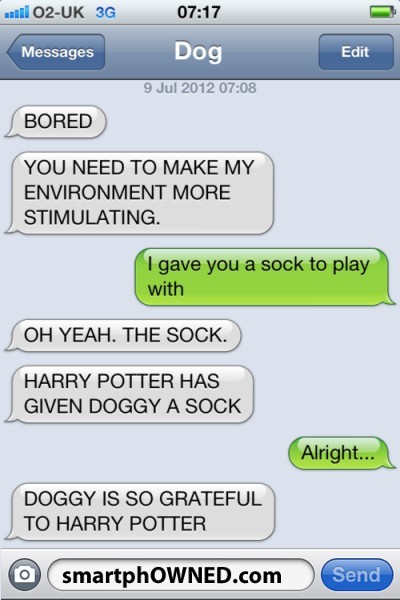 O2-UK 3G 07:17
Messages Dog Edit
9 Jul 2012 07:08
BORED
YOU NEED TO MAKE MY
ENVIRONMENT MORE
STIMULATING.
I gave you a sock to play
with
OH YEAH. THE SOCK.
HARRY POTTER HAS
GIVEN DOGGY A SOCK
Alright...
DOGGY IS SO GRATEFUL
TO HARRY POTTER
smartphOWNED.com Send